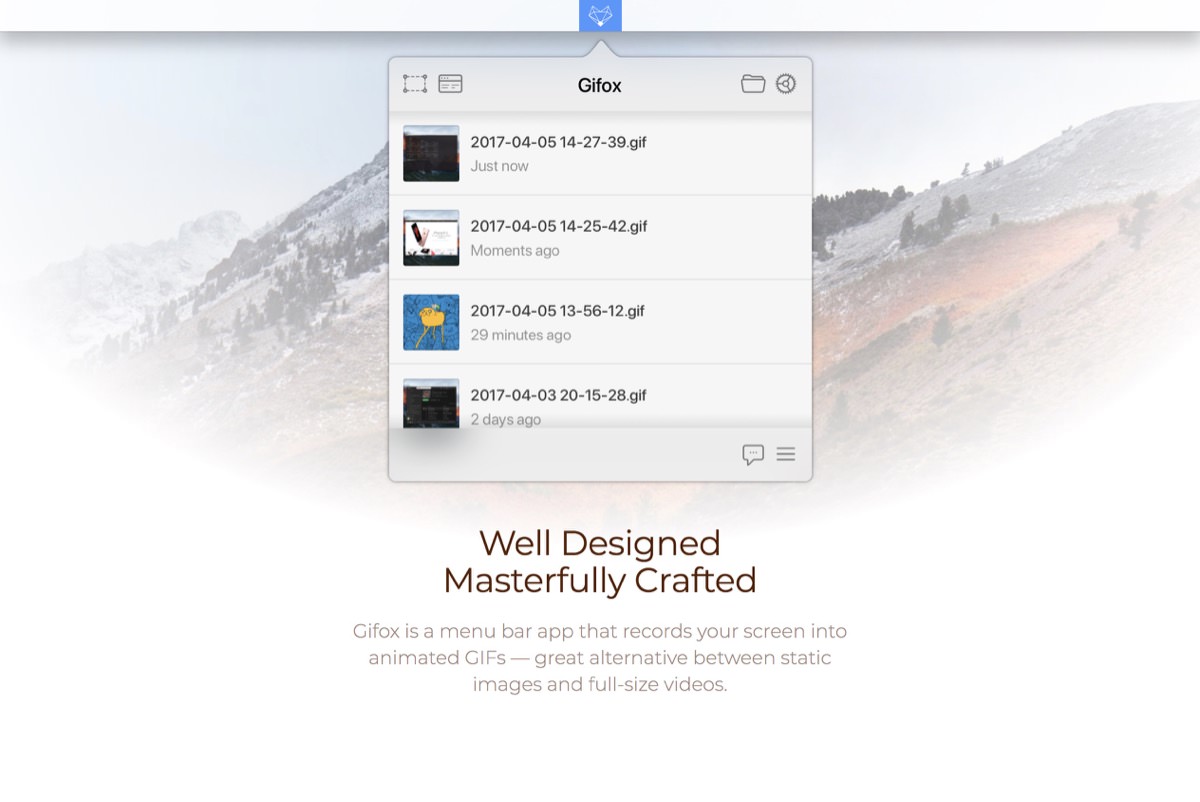 Gifox
2017-04-05 14-27-39.gif
Just now
2017-04-05 14-25-42.gif
Moments ago
2017-04-05 13-56-12.gif
29 minutes ago
2017-04-03 20-15-28.gif
2 days ago
Well Designed
Masterfully Crafted
Gifox is a menu bar app that records your screen into
animated GIFs — great alternative between static
images and full-size videos.